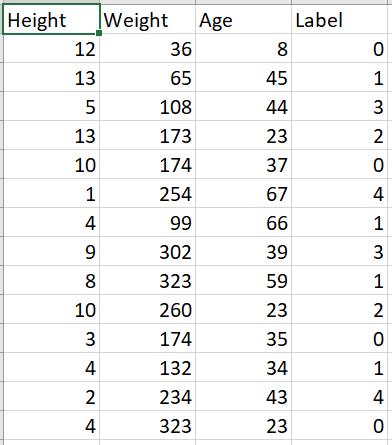 Height Weight Age Label
12 36 8 0
13 65 45 1
5 108 44 3
13 173 23 2
10 174 37 0
1 254 67 4
4 99 66 1
9 302 39 3
8 323 59 1
10 260 23 2
3 174 35 0
4 132 34 1
2 234 43 4
4 323 23 0